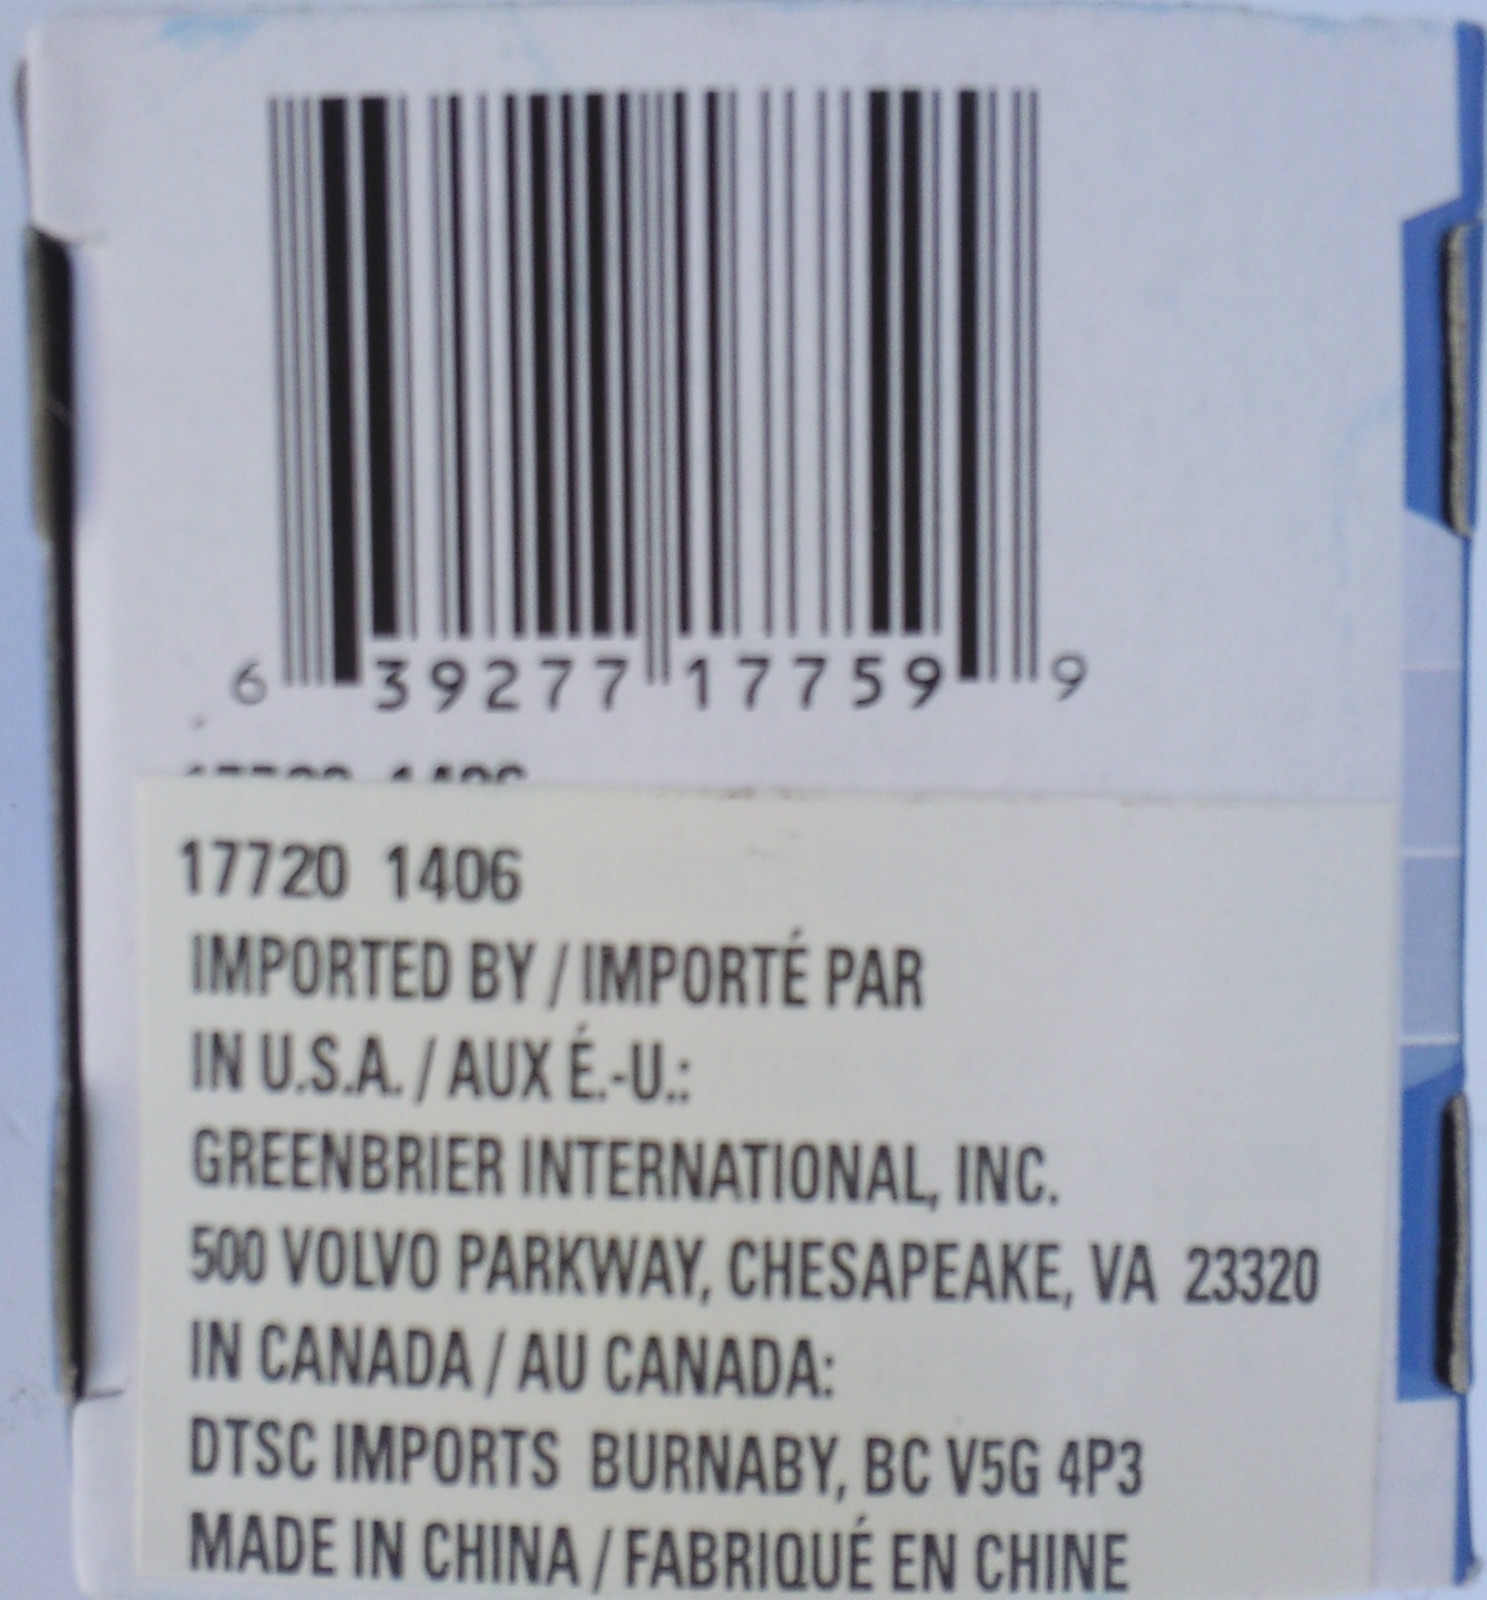 6 39277 17759 9
17720 1406
IMPORTED BY / IMPORTÉ PAR
IN U.S.A. / AUX É.-U.:
GREENBRIER INTERNATIONAL, INC.
500 VOLVO PARKWAY, CHESAPEAKE, VA 23320
IN CANADA / AU CANADA:
DTSC IMPORTS BURNABY, BC V5G 4P3
MADE IN CHINA / FABRIQUÉ EN CHINE